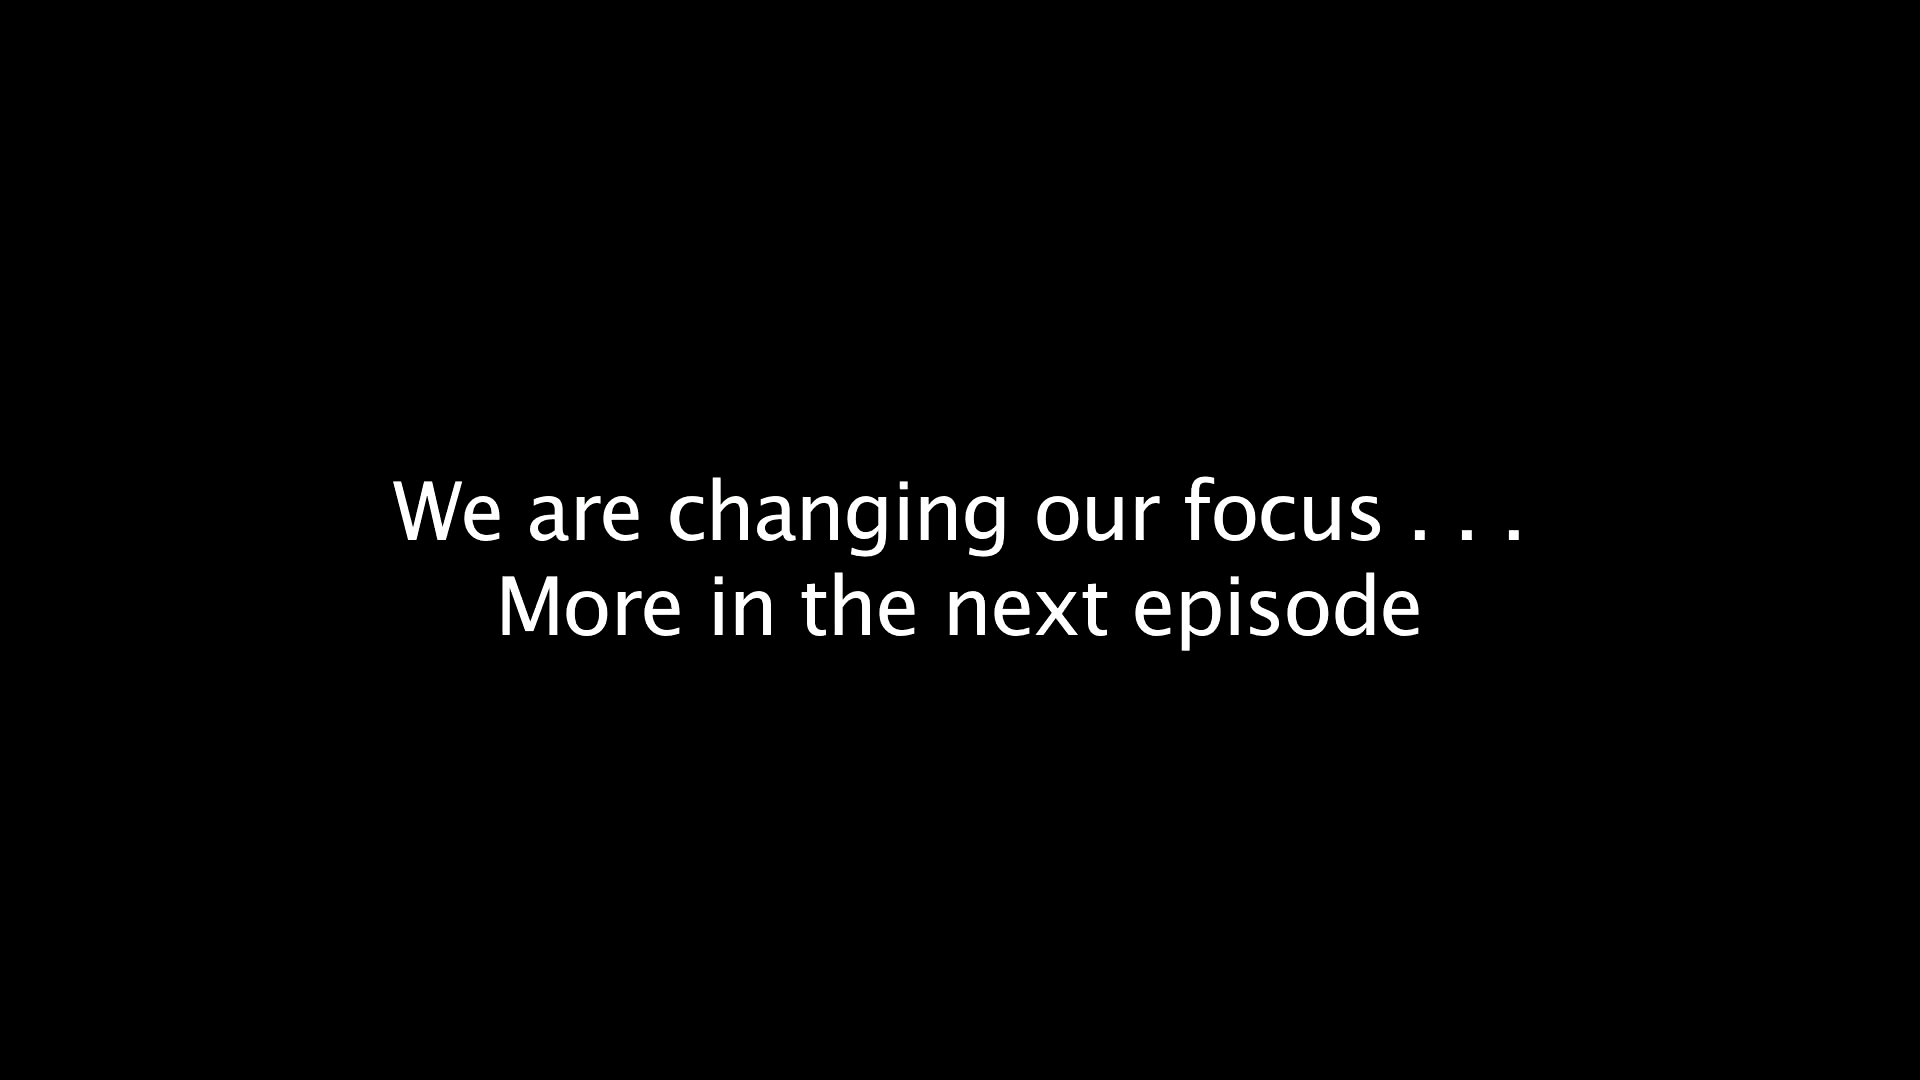 We are changing our focus . . .
More in the next episode